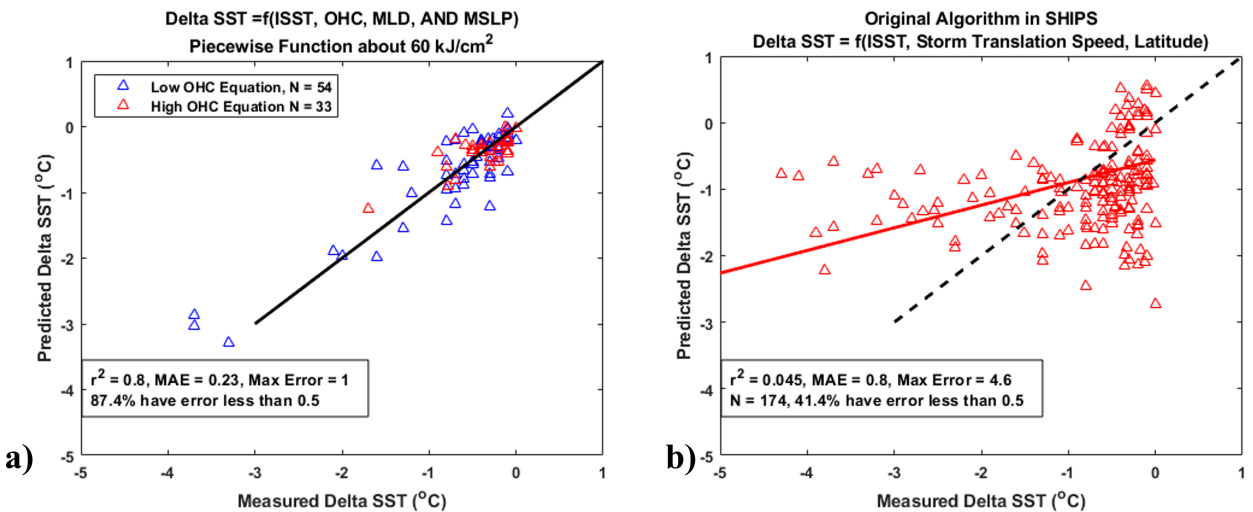 Delta SST =f(ISST, OHC, MLD, AND MSLP)
Piecewise Function about 60 kJ/cm²
Low OHC Equation, N = 54
High OHC Equation N = 33
1
0
-1
-2
-3
-4
-5
Predicted Delta SST (°C)
r² = 0.8, MAE = 0.23, Max Error = 1
87.4% have error less than 0.5
-5
-4
-3
-2
-1
0
1
Measured Delta SST (°C)
a)
Original Algorithm in SHIPS
Delta SST = f(ISST, Storm Translation Speed, Latitude)
1
0
-1
-2
-3
-4
-5
Predicted Delta SST (°C)
r² = 0.045, MAE = 0.8, Max Error = 4.6
N = 174, 41.4% have error less than 0.5
-5
-4
-3
-2
-1
0
1
Measured Delta SST (°C)
b)